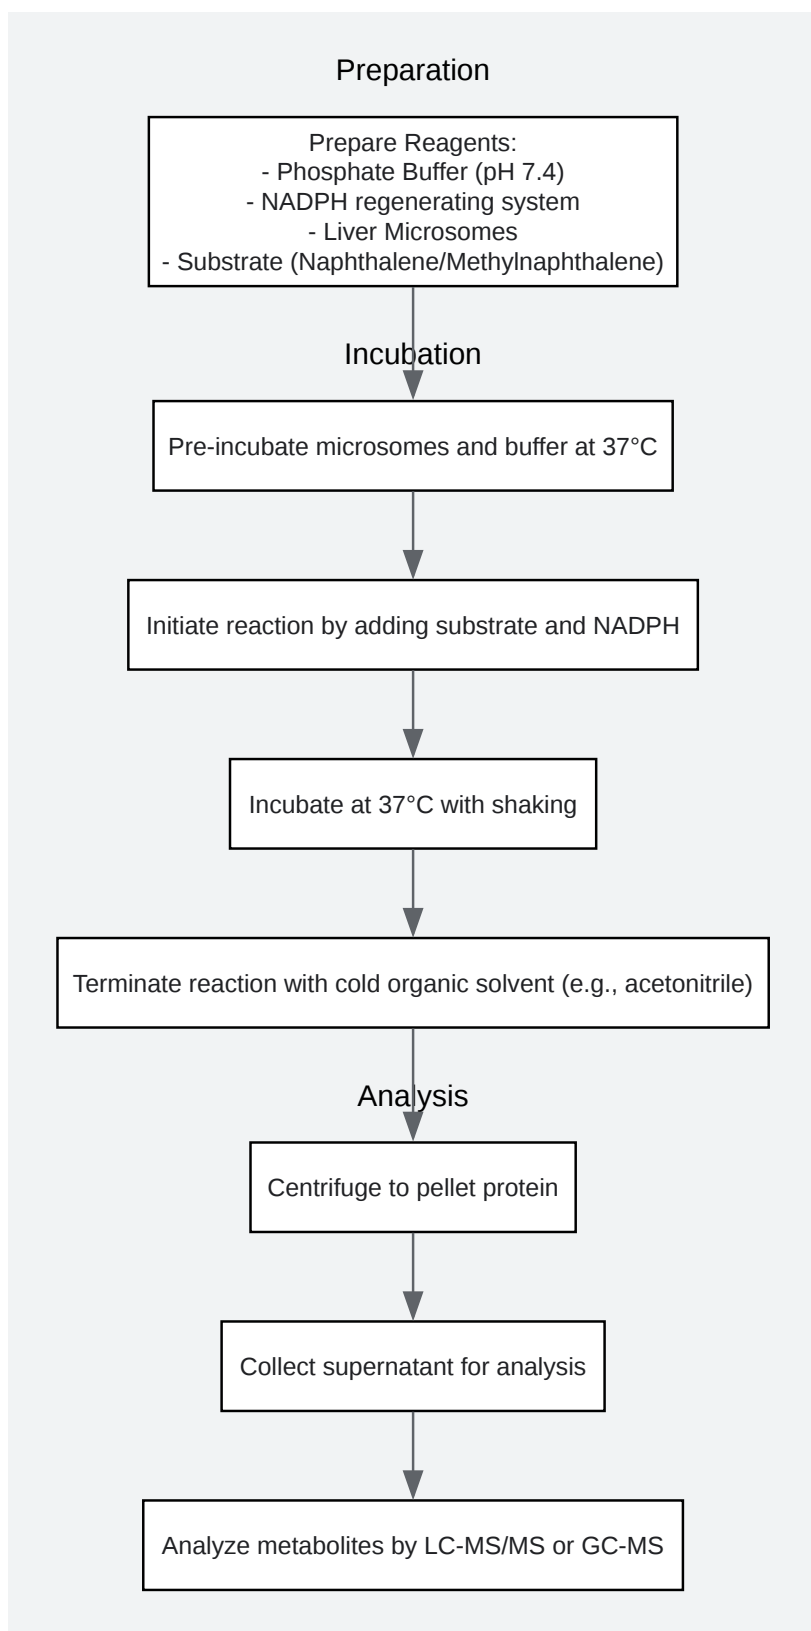 Preparation
Prepare Reagents:
- Phosphate Buffer (pH 7.4)
- NADPH regenerating system
- Liver Microsomes
- Substrate (Naphthalene/Methylnaphthalene)
Incubation
Pre-incubate microsomes and buffer at 37°C
Initiate reaction by adding substrate and NADPH
Incubate at 37°C with shaking
Terminate reaction with cold organic solvent (e.g., acetonitrile)
Analysis
Centrifuge to pellet protein
Collect supernatant for analysis
Analyze metabolites by LC-MS/MS or GC-MS